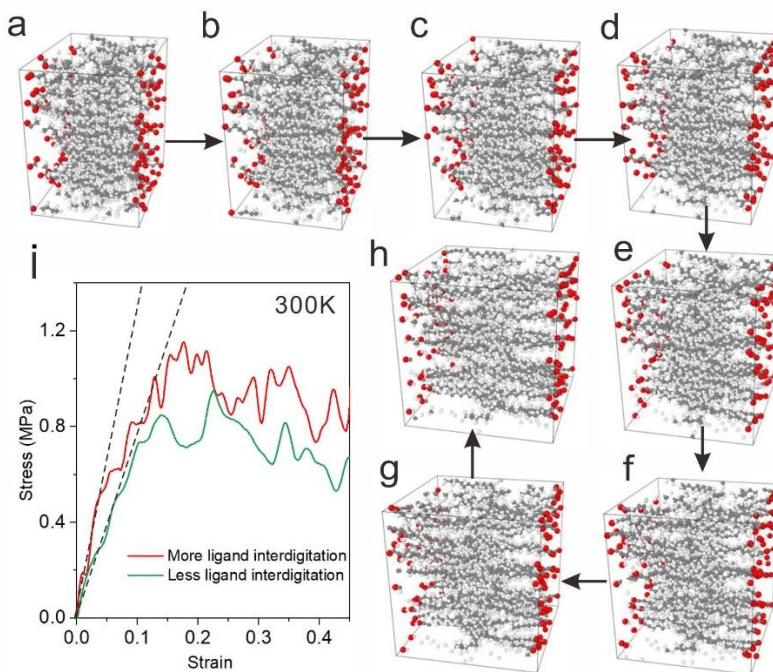 a
b
c
d
e
f
g
h
i
300K
1.2
0.8
0.4
0.0
Stress (MPa)
More ligand interdigitation
Less ligand interdigitation
0.0 0.1 0.2 0.3 0.4
Strain